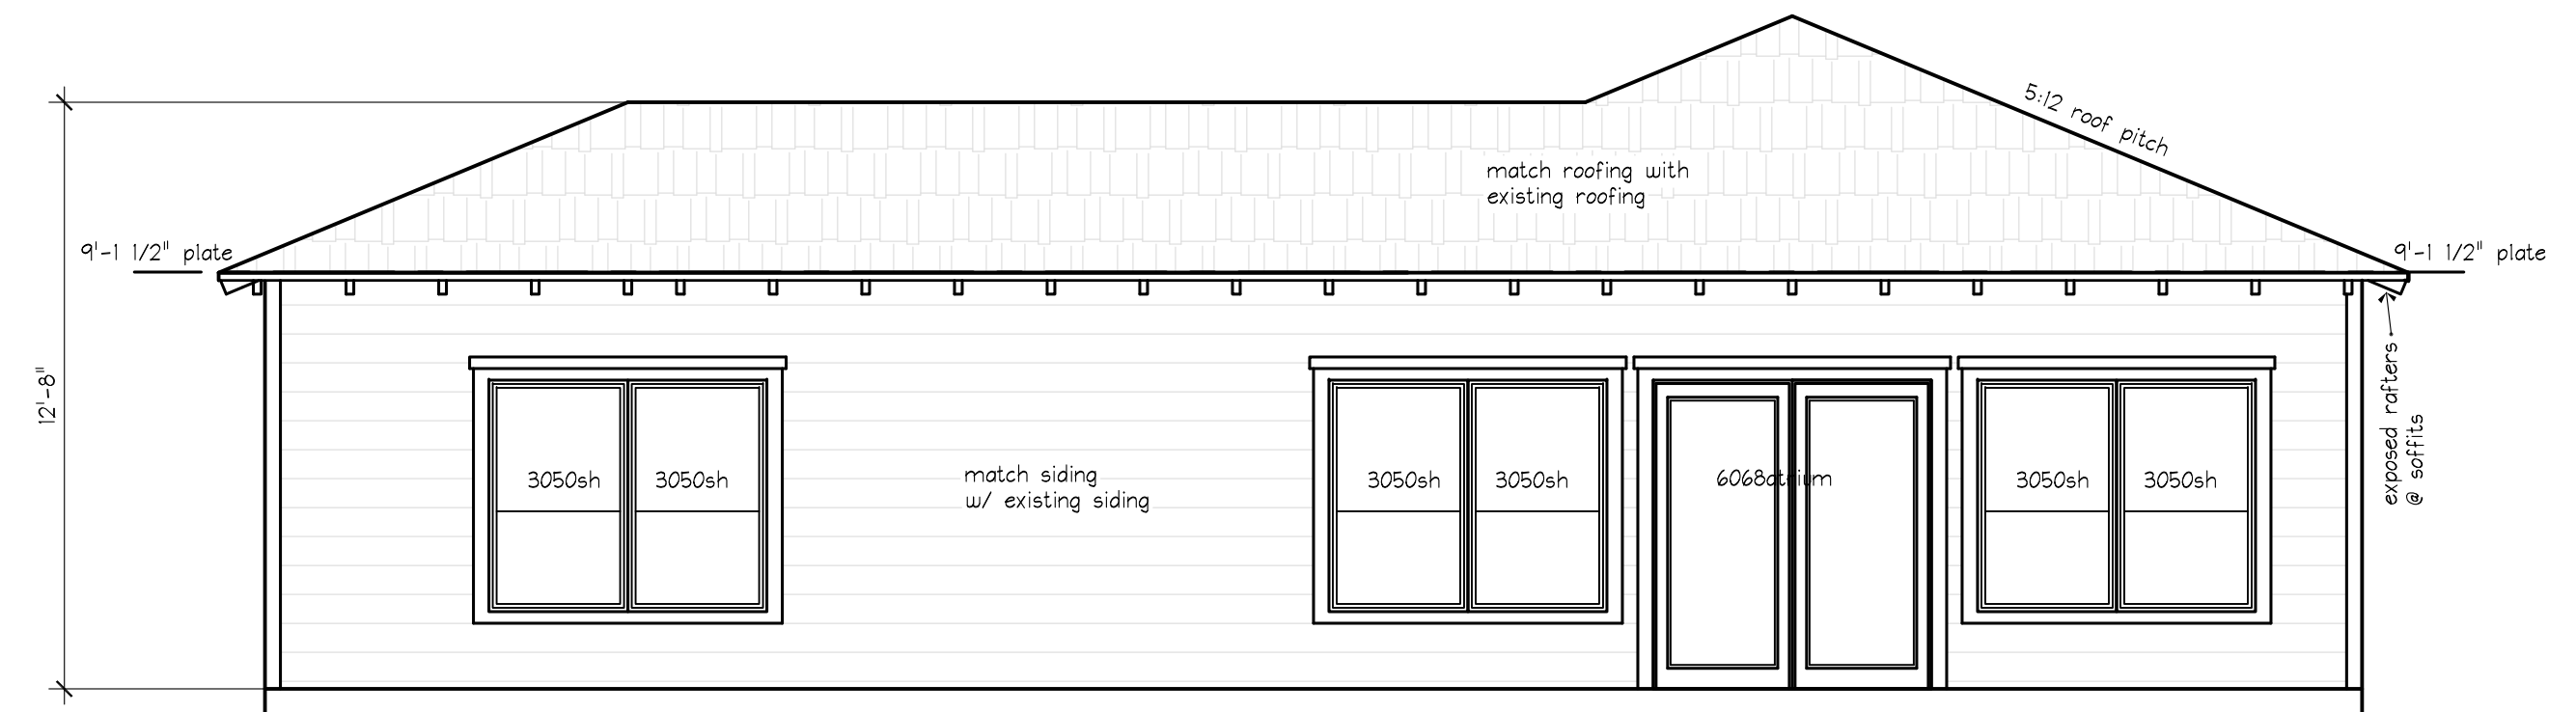 5:12 roof pitch
match roofing with
existing roofing
9'-1 1/2" plate
9'-1 1/2" plate
12'-8"
3050sh
3050sh
match siding
w/ existing siding
3050sh
3050sh
6068atrium
3050sh
3050sh
exposed rafters
@ soffits